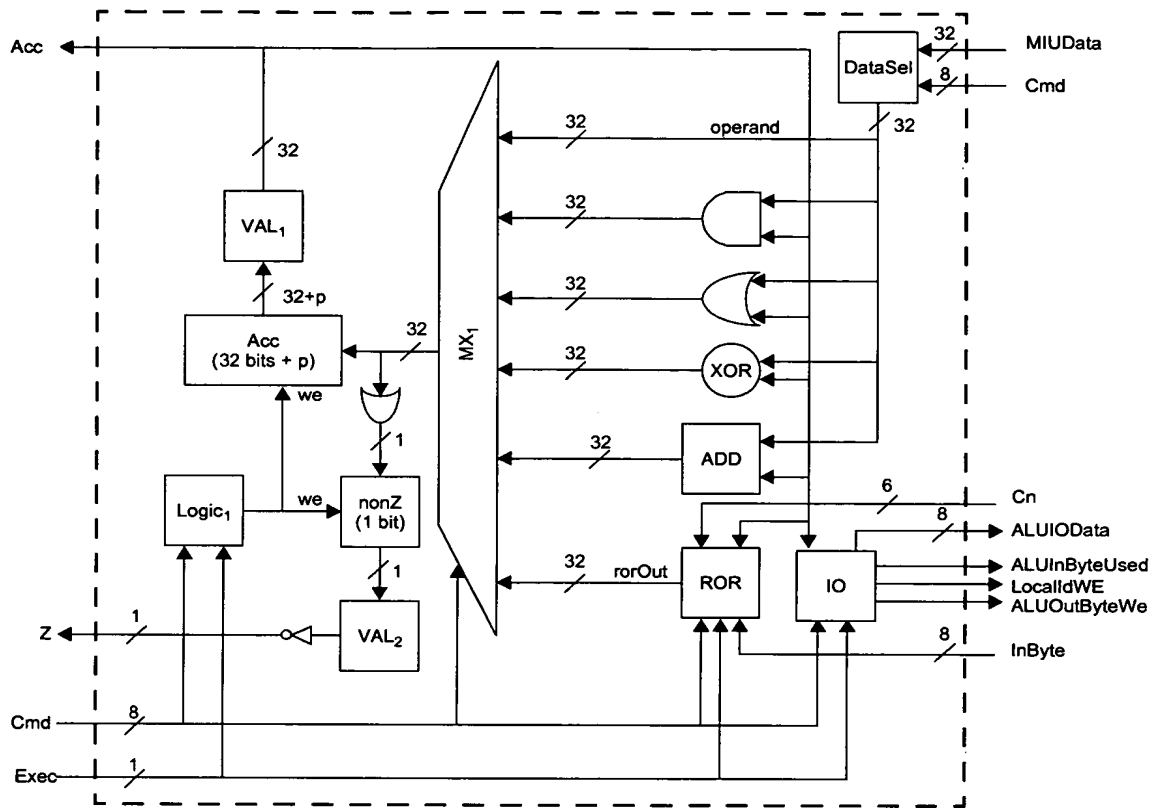 Acc
32
MIUData
DataSel
8
Cmd
32
32
operand
32
32
VAL1
32
32+p
Acc
(32 bits + p)
32
MX1
32
XOR
we
1
32
ADD
Logic1
we
nonZ
(1 bit)
6
Cn
8
ALUIOData
1
32
rorOut
ROR
IO
ALUInByteUsed
LocalIdWE
ALUOutByteWe
Z
1
VAL2
8
InByte
Cmd
8
Exec
1